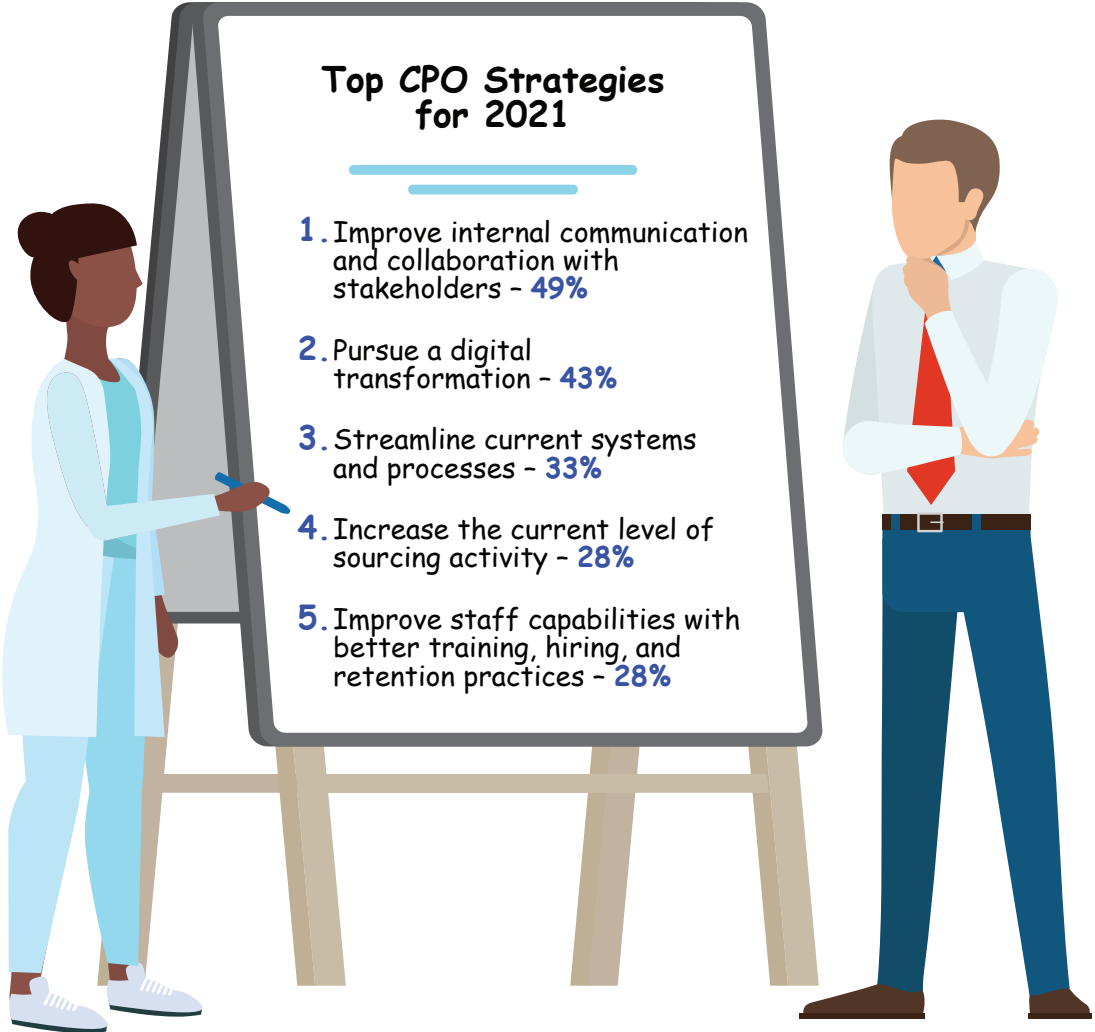 Top CPO Strategies
for 2021
1. Improve internal communication
and collaboration with
stakeholders – 49%
2. Pursue a digital
transformation – 43%
3. Streamline current systems
and processes – 33%
4. Increase the current level of
sourcing activity – 28%
5. Improve staff capabilities with
better training, hiring, and
retention practices – 28%